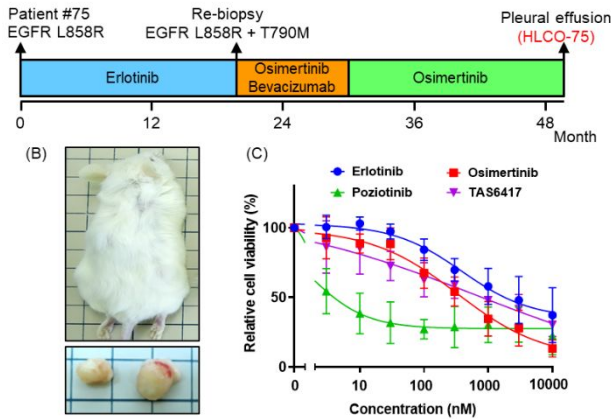 Patient #75
EGFR L858R
Re-biopsy
EGFR L858R + T790M
Pleural effusion
(HLCO-75)
Erlotinib
Osimertinib
Bevacizumab
Osimertinib
0 12 24 36 48
Month
(B)
(C)
Erlotinib
Osimertinib
Poziotinib
TAS6417
Relative cell viability (%)
100
50
0
0 1 10 100 1000 10000
Concentration (nM)